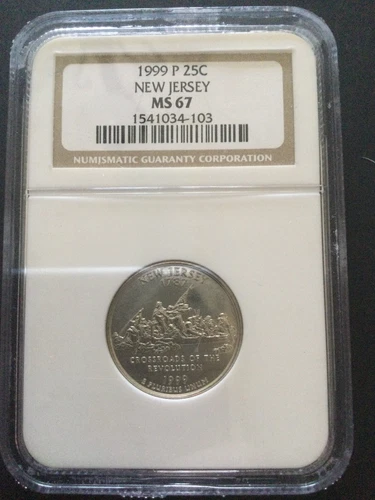 1999 P 25C
NEW JERSEY
MS 67
1541034-103
NUMISMATIC GUARANTY CORPORATION
NEW JERSEY
1787
CROSSROADS OF THE
REVOLUTION
1999
E PLURIBUS UNUM